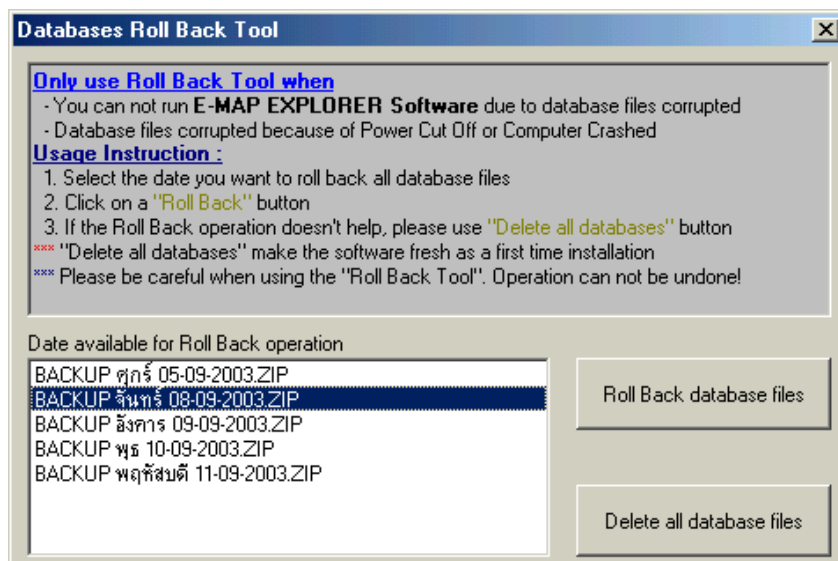 Databases Roll Back Tool
Only use Roll Back Tool when
- You can not run E-MAP EXPLORER Software due to database files corrupted
- Database files corrupted because of Power Cut Off or Computer Crashed
Usage Instruction :
1. Select the date you want to roll back all database files
2. Click on a "Roll Back" button
3. If the Roll Back operation doesn't help, please use "Delete all databases" button
*** "Delete all databases" make the software fresh as a first time installation
*** Please be careful when using the "Roll Back Tool". Operation can not be undone!
Date available for Roll Back operation
BACKUP ศุกร์ 05-09-2003.ZIP
BACKUP จันทร์ 08-09-2003.ZIP
BACKUP อังคาร 09-09-2003.ZIP
BACKUP พุธ 10-09-2003.ZIP
BACKUP พฤหัสบดี 11-09-2003.ZIP
Roll Back database files
Delete all database files